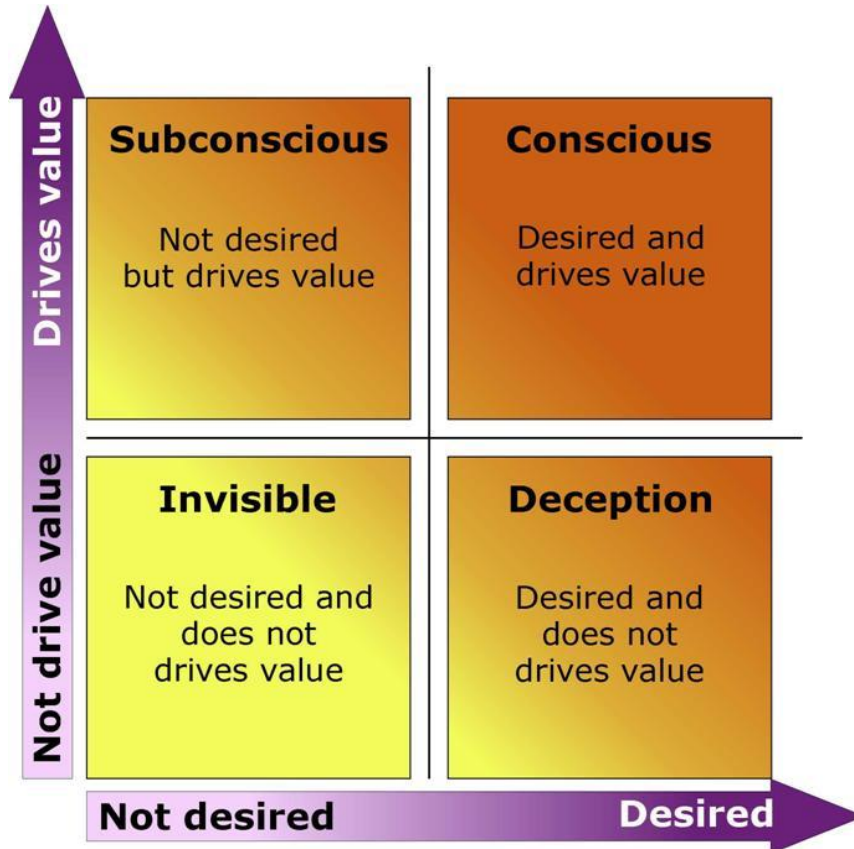 Drives value
Not drive value
Subconscious
Not desired
but drives value
Conscious
Desired and
drives value
Invisible
Not desired and
does not
drives value
Deception
Desired and
does not
drives value
Not desired
Desired